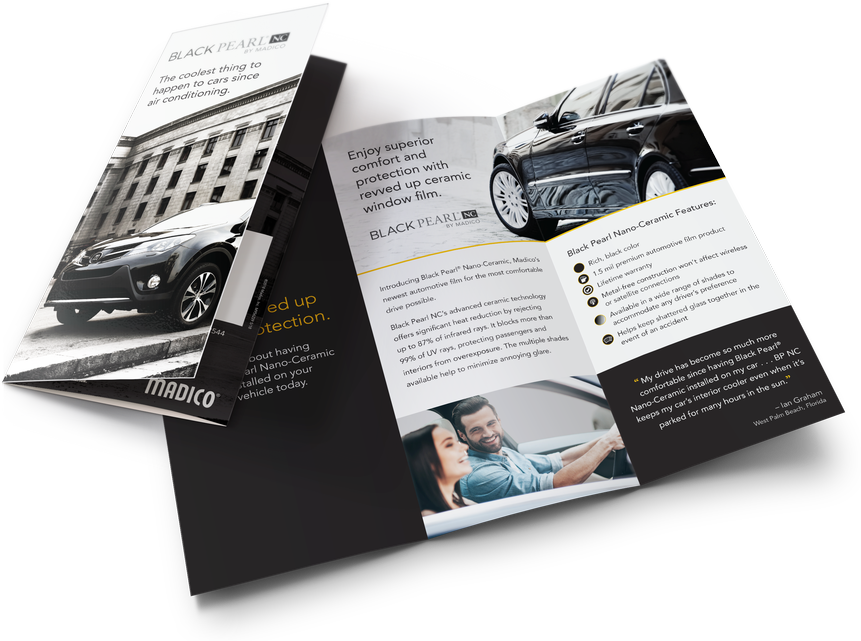 BLACK PEARL® NC
BY MADICO
The coolest thing to
happen to cars since
air conditioning.
MADICO®
544
ed up
otection.
out having
arl Nano-Ceramic
talled on your
vehicle today.
Enjoy superior
comfort and
protection with
revved up ceramic
window film.
BLACK PEARL® NC
BY MADICO
Introducing Black Pearl® Nano-Ceramic, Madico's
newest automotive film for the most comfortable
drive possible.
Black Pearl NC's advanced ceramic technology
offers significant heat reduction by rejecting
up to 87% of infrared rays. It blocks more than
99% of UV rays, protecting passengers and
interiors from overexposure. The multiple shades
available help to minimize annoying glare.
Black Pearl Nano-Ceramic Features:
Rich, black color
1.5 mil premium automotive film product
Lifetime warranty
Metal-free construction won't affect wireless
or satellite connections
Available in a wide range of shades to
accommodate any driver's preference
Helps keep shattered glass together in the
event of an accident
“My drive has become so much more
comfortable since having Black Pearl®
Nano-Ceramic installed on my car . . . BP NC
keeps my car's interior cooler even when it's
parked for many hours in the sun.”
– Ian Graham
West Palm Beach, Florida